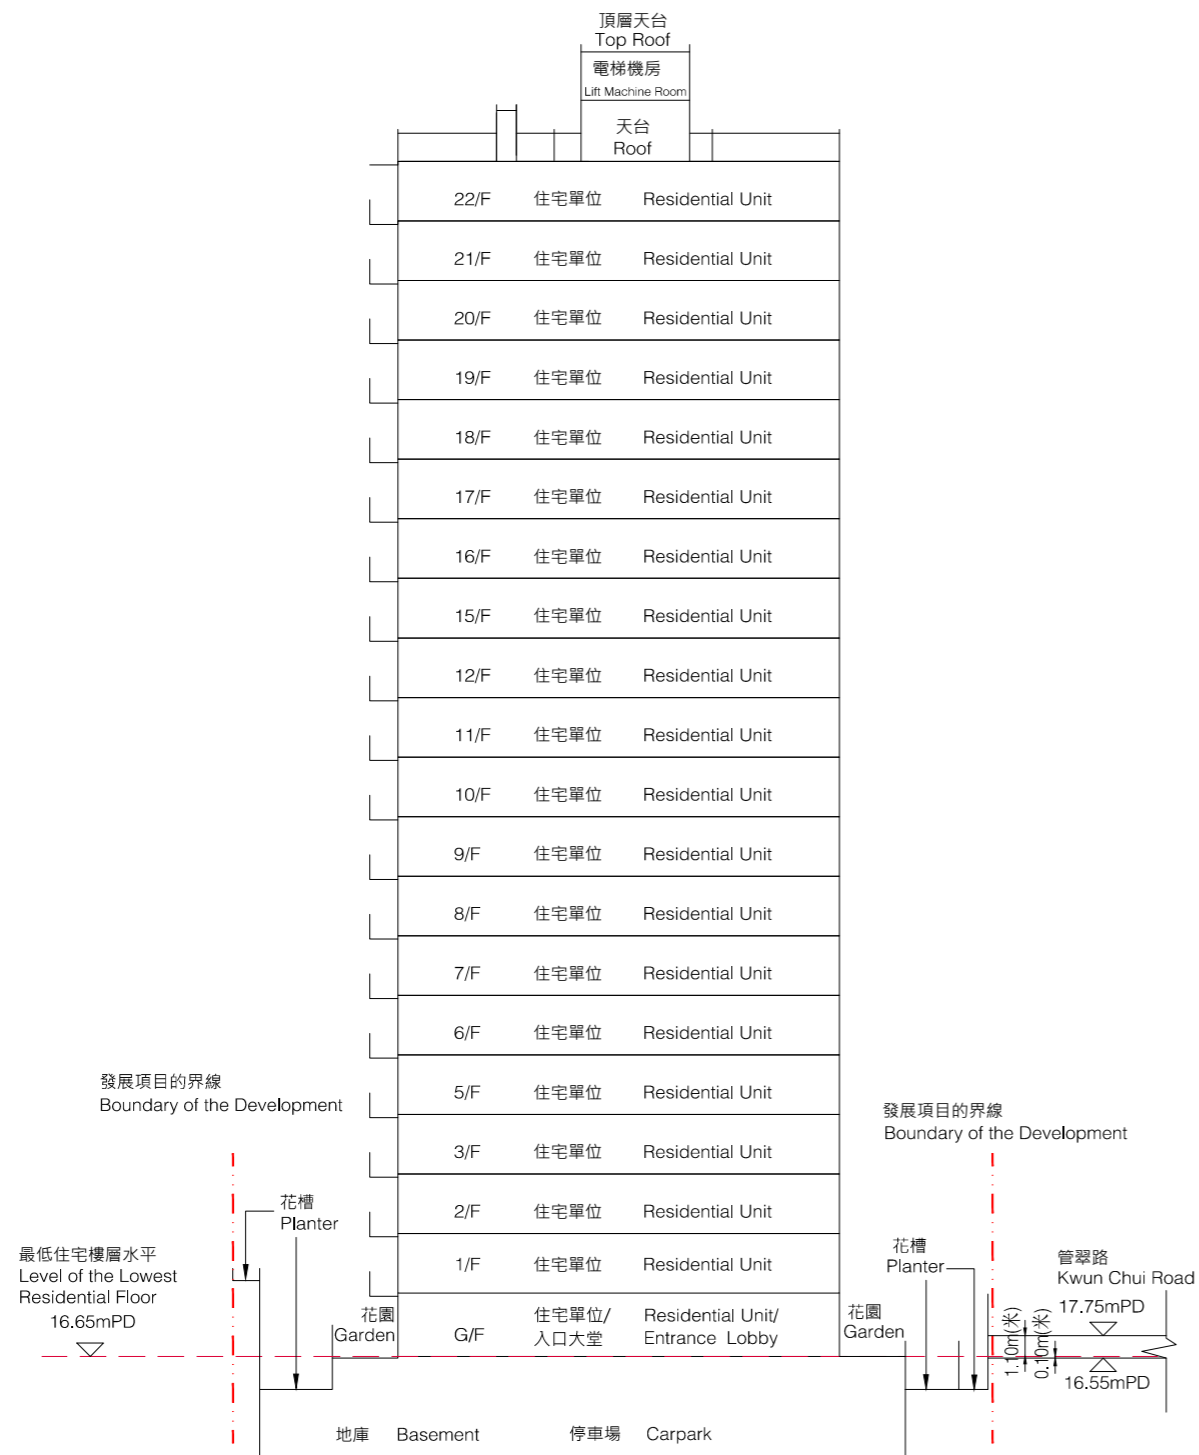 頂層天台
Top Roof
電梯機房
Lift Machine Room
天台
Roof
22/F 住宅單位 Residential Unit
21/F 住宅單位 Residential Unit
20/F 住宅單位 Residential Unit
19/F 住宅單位 Residential Unit
18/F 住宅單位 Residential Unit
17/F 住宅單位 Residential Unit
16/F 住宅單位 Residential Unit
15/F 住宅單位 Residential Unit
12/F 住宅單位 Residential Unit
11/F 住宅單位 Residential Unit
10/F 住宅單位 Residential Unit
9/F 住宅單位 Residential Unit
8/F 住宅單位 Residential Unit
7/F 住宅單位 Residential Unit
6/F 住宅單位 Residential Unit
5/F 住宅單位 Residential Unit
3/F 住宅單位 Residential Unit
2/F 住宅單位 Residential Unit
1/F 住宅單位 Residential Unit
G/F 住宅單位/ Residential Unit/
入口大堂 Entrance Lobby
發展項目的界線
Boundary of the Development
花槽
Planter
最低住宅樓層水平
Level of the Lowest
Residential Floor
16.65mPD
花園
Garden
花園
Garden
發展項目的界線
Boundary of the Development
花槽
Planter
管翠路
Kwun Chui Road
17.75mPD
1.10m(米)
0.10m(米)
16.55mPD
地庫 Basement 停車場 Carpark